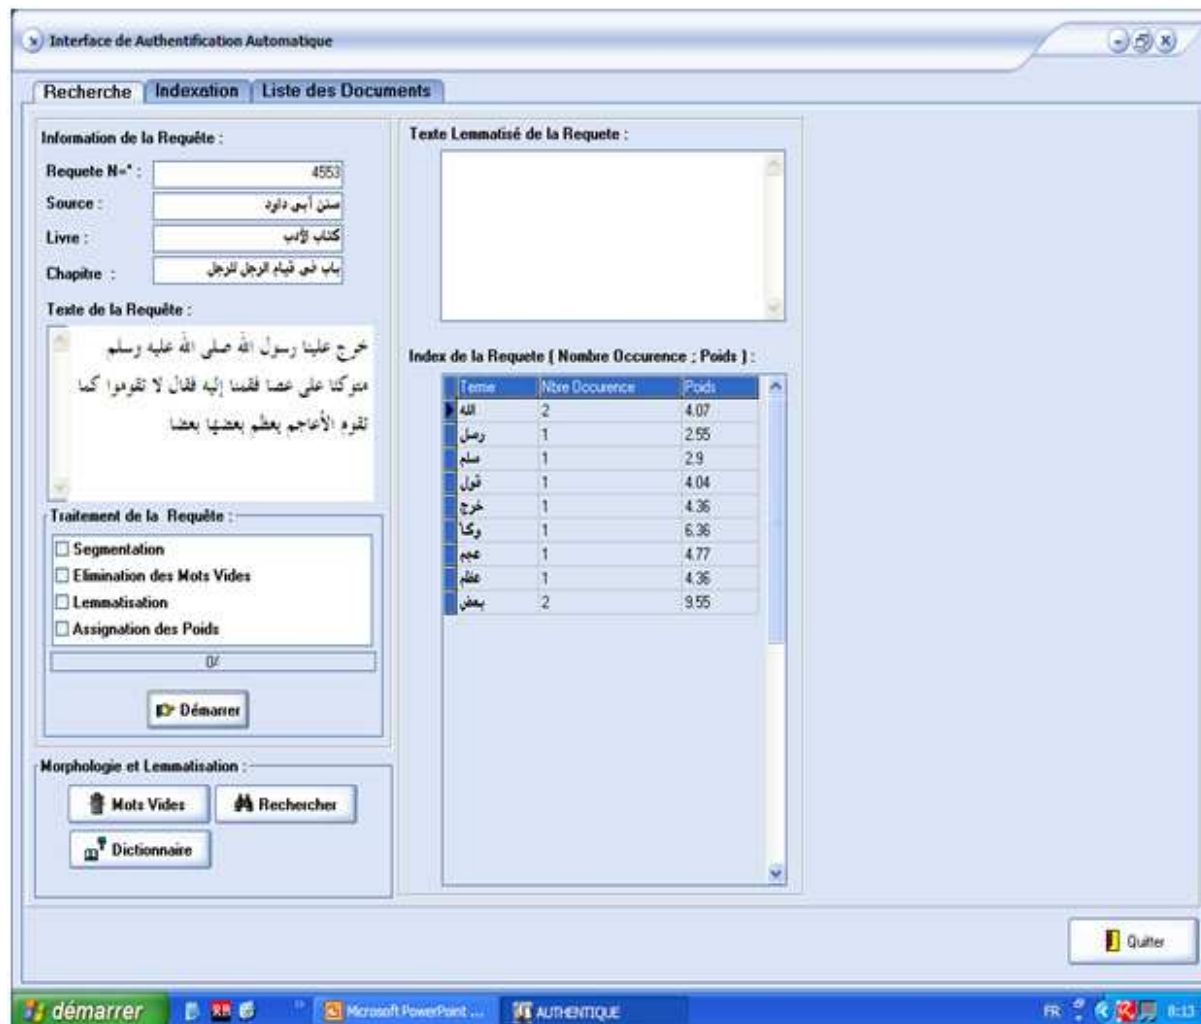 Interface de Authentification Automatique
Recherche Indexation Liste des Documents
Information de la Requête :
Requete N=° : 4553
Source : سنن أبي داود
Livre : كتاب الأدب
Chapitre : باب في قيام الرجل للرجل
Texte de la Requête :
خرج علينا رسول الله صلى الله عليه وسلم
متوكئا على عصا فقمنا إليه فقال لا تقوموا كما
تقوم الأعاجم يعظم بعضها بعضا
Traitement de la Requête :
Segmentation
Elimination des Mots Vides
Lemmatisation
Assignation des Poids
Démarrer
Morphologie et Lemmatisation :
Mots Vides Rechercher
Dictionnaire
Texte Lemmatisé de la Requete :
Index de la Requete ( Nombre Occurence ; Poids ) :
Terme Nbre Occurence Poids
الله 2 4.07
رسل 1 2.55
سلم 1 2.9
قول 1 4.04
خرج 1 4.36
وكأ 1 6.36
عجم 1 4.77
عظم 1 4.36
بعض 2 9.55
Quitter
démarrer Microsoft PowerPoint ... AUTHENTIQUE FR 8:13